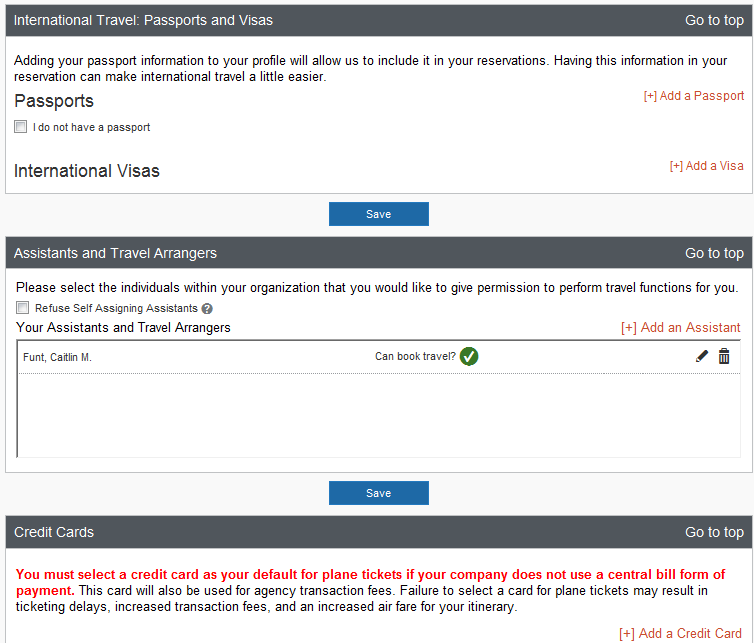 International Travel: Passports and Visas Go to top
Adding your passport information to your profile will allow us to include it in your reservations. Having this information in your
reservation can make international travel a little easier.
Passports [+] Add a Passport
I do not have a passport
International Visas [+] Add a Visa
Save
Assistants and Travel Arrangers Go to top
Please select the individuals within your organization that you would like to give permission to perform travel functions for you.
Refuse Self Assigning Assistants ?
Your Assistants and Travel Arrangers [+] Add an Assistant
Funt, Caitlin M. Can book travel?
Save
Credit Cards Go to top
You must select a credit card as your default for plane tickets if your company does not use a central bill form of
payment. This card will also be used for agency transaction fees. Failure to select a card for plane tickets may result in
ticketing delays, increased transaction fees, and an increased air fare for your itinerary.
[+] Add a Credit Card